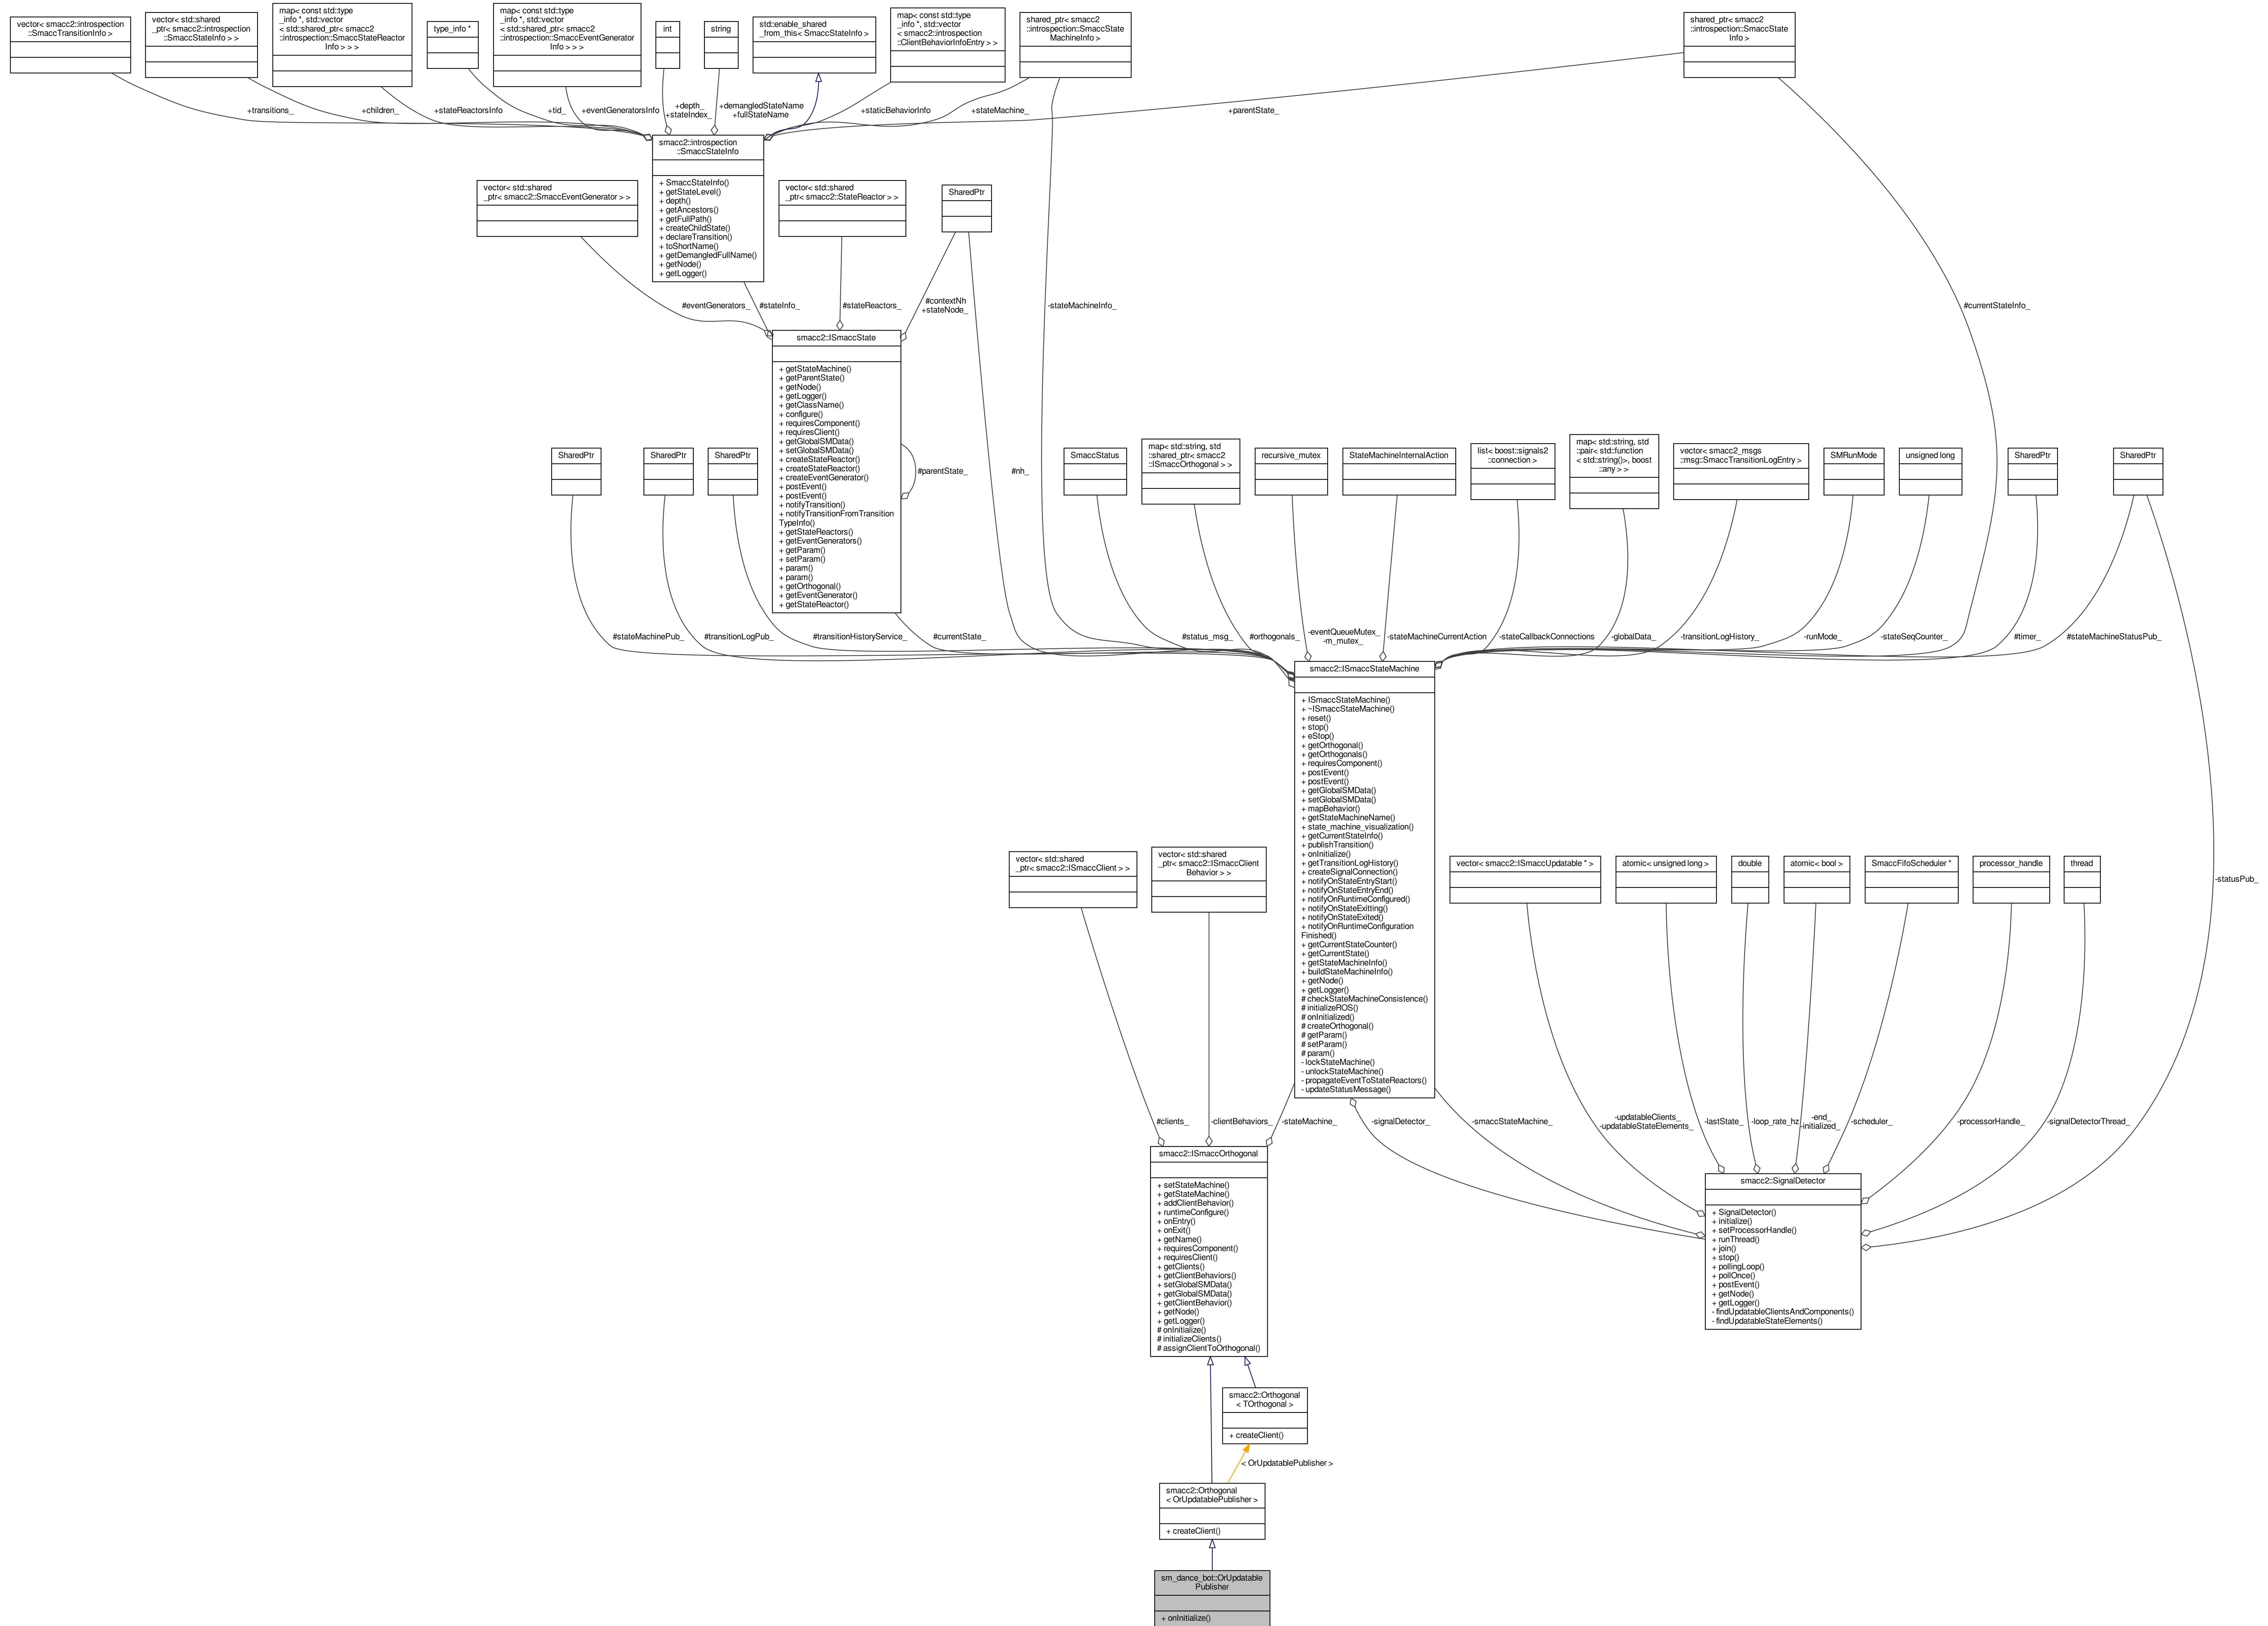 vector< smacc2::introspection
::SmaccTransitionInfo >
vector< std::shared
_ptr< smacc2::introspection
::SmaccStateInfo > >
map< const std::type
_info *, std::vector
< std::shared_ptr< smacc2
::introspection::SmaccStateReactor
Info > > >
type_info *
map< const std::type
_info *, std::vector
< std::shared_ptr< smacc2
::introspection::SmaccEventGenerator
Info > > >
int
string
std::enable_shared
_from_this< SmaccStateInfo >
map< const std::type
_info *, std::vector
< smacc2::introspection
::ClientBehaviorInfoEntry > >
shared_ptr< smacc2
::introspection::SmaccState
MachineInfo >
shared_ptr< smacc2
::introspection::SmaccState
Info >
+transitions_
+children_
+stateReactorsInfo
+tid_
+eventGeneratorsInfo
+depth_
+stateIndex_
+demangledStateName
+fullStateName
+staticBehaviorInfo
+stateMachine_
+parentState_
smacc2::introspection
::SmaccStateInfo
+ SmaccStateInfo()
+ getStateLevel()
+ depth()
+ getAncestors()
+ getFullPath()
+ createChildState()
+ declareTransition()
+ toShortName()
+ getDemangledFullName()
+ getNode()
+ getLogger()
vector< std::shared
_ptr< smacc2::SmaccEventGenerator > >
vector< std::shared
_ptr< smacc2::StateReactor > >
SharedPtr
#eventGenerators_
#stateInfo_
#stateReactors_
#contextNh
+stateNode_
-stateMachineInfo_
#currentStateInfo_
smacc2::ISmaccState
+ getStateMachine()
+ getParentState()
+ getNode()
+ getLogger()
+ getClassName()
+ configure()
+ requiresComponent()
+ requiresClient()
+ getGlobalSMData()
+ setGlobalSMData()
+ createStateReactor()
+ createStateReactor()
+ createEventGenerator()
+ postEvent()
+ postEvent()
+ notifyTransition()
+ notifyTransitionFromTransition
TypeInfo()
+ getStateReactors()
+ getEventGenerators()
+ getParam()
+ setParam()
+ param()
+ param()
+ getOrthogonal()
+ getEventGenerator()
+ getStateReactor()
#parentState_
#nh_
SharedPtr
SharedPtr
SharedPtr
SmaccStatus
map< std::string, std
::shared_ptr< smacc2
::ISmaccOrthogonal > >
recursive_mutex
StateMachineInternalAction
list< boost::signals2
::connection >
map< std::string, std
::pair< std::function
< std::string()>, boost
::any > >
vector< smacc2_msgs
::msg::SmaccTransitionLogEntry >
SMRunMode
unsigned long
SharedPtr
SharedPtr
#stateMachinePub_
#transitionLogPub_
#transitionHistoryService_
#currentState_
#status_msg_
#orthogonals_
-eventQueueMutex_
-m_mutex_
-stateMachineCurrentAction
-stateCallbackConnections
-globalData_
-transitionLogHistory_
-runMode_
-stateSeqCounter_
#timer_
#stateMachineStatusPub_
smacc2::ISmaccStateMachine
+ ISmaccStateMachine()
+ ~ISmaccStateMachine()
+ reset()
+ stop()
+ eStop()
+ getOrthogonal()
+ getOrthogonals()
+ requiresComponent()
+ postEvent()
+ postEvent()
+ getGlobalSMData()
+ setGlobalSMData()
+ mapBehavior()
+ getStateMachineName()
+ state_machine_visualization()
+ getCurrentStateInfo()
+ publishTransition()
+ onInitialize()
+ getTransitionLogHistory()
+ createSignalConnection()
+ notifyOnStateEntryStart()
+ notifyOnStateEntryEnd()
+ notifyOnRuntimeConfigured()
+ notifyOnStateExitting()
+ notifyOnStateExited()
+ notifyOnRuntimeConfiguration
Finished()
+ getCurrentStateCounter()
+ getCurrentState()
+ getStateMachineInfo()
+ buildStateMachineInfo()
+ getNode()
+ getLogger()
# checkStateMachineConsistence()
# initializeROS()
# onInitialized()
# createOrthogonal()
# getParam()
# setParam()
# param()
- lockStateMachine()
- unlockStateMachine()
- propagateEventToStateReactors()
- updateStatusMessage()
vector< std::shared
_ptr< smacc2::ISmaccClient > >
vector< std::shared
_ptr< smacc2::ISmaccClient
Behavior > >
vector< smacc2::ISmaccUpdatable * >
atomic< unsigned long >
double
atomic< bool >
SmaccFifoScheduler *
processor_handle
thread
-statusPub_
#clients_
-clientBehaviors_
-stateMachine_
-signalDetector_
-smaccStateMachine_
-updatableClients_
-updatableStateElements_
-lastState_
-loop_rate_hz
-end_
-initialized_
-scheduler_
-processorHandle_
-signalDetectorThread_
smacc2::ISmaccOrthogonal
+ setStateMachine()
+ getStateMachine()
+ addClientBehavior()
+ runtimeConfigure()
+ onEntry()
+ onExit()
+ getName()
+ requiresComponent()
+ requiresClient()
+ getClients()
+ getClientBehaviors()
+ setGlobalSMData()
+ getGlobalSMData()
+ getClientBehavior()
+ getNode()
+ getLogger()
# onInitialize()
# initializeClients()
# assignClientToOrthogonal()
smacc2::SignalDetector
+ SignalDetector()
+ initialize()
+ setProcessorHandle()
+ runThread()
+ join()
+ stop()
+ pollingLoop()
+ pollOnce()
+ postEvent()
+ getNode()
+ getLogger()
- findUpdatableClientsAndComponents()
- findUpdatableStateElements()
smacc2::Orthogonal
< TOrthogonal >
+ createClient()
< OrUpdatablePublisher >
smacc2::Orthogonal
< OrUpdatablePublisher >
+ createClient()
sm_dance_bot::OrUpdatable
Publisher
+ onInitialize()